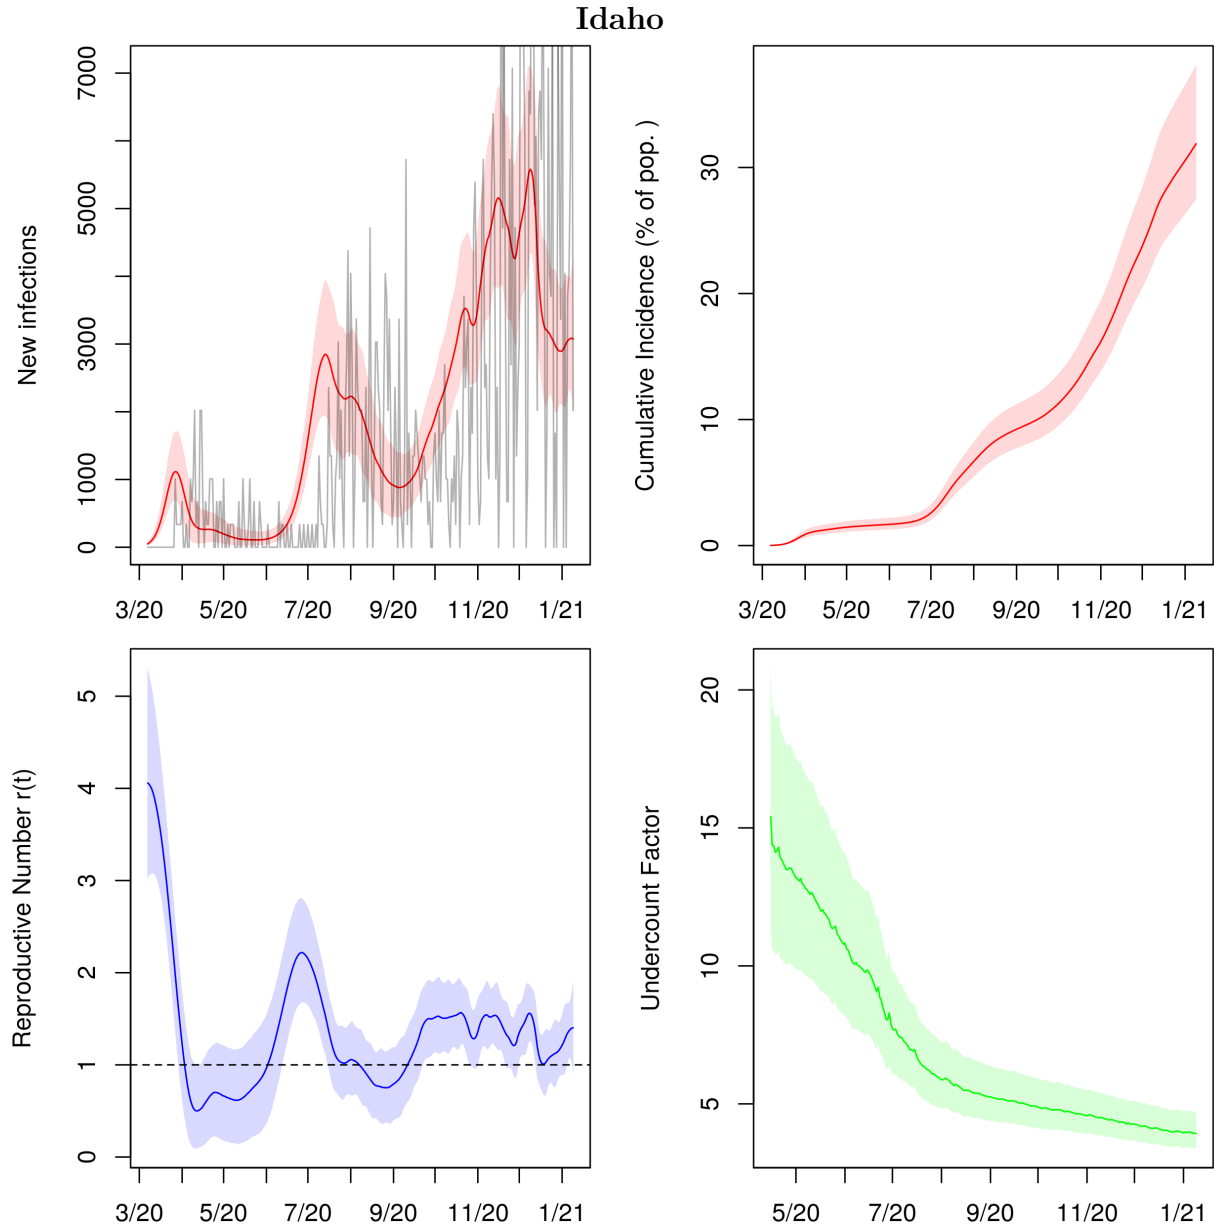 Idaho
New infections
7000
5000
3000
1000
0
3/20 5/20 7/20 9/20 11/20 1/21
Cumulative Incidence (% of pop. )
30
20
10
0
3/20 5/20 7/20 9/20 11/20 1/21
Reproductive Number r(t)
5
4
3
2
1
0
3/20 5/20 7/20 9/20 11/20 1/21
Undercount Factor
20
15
10
5
5/20 7/20 9/20 11/20 1/21